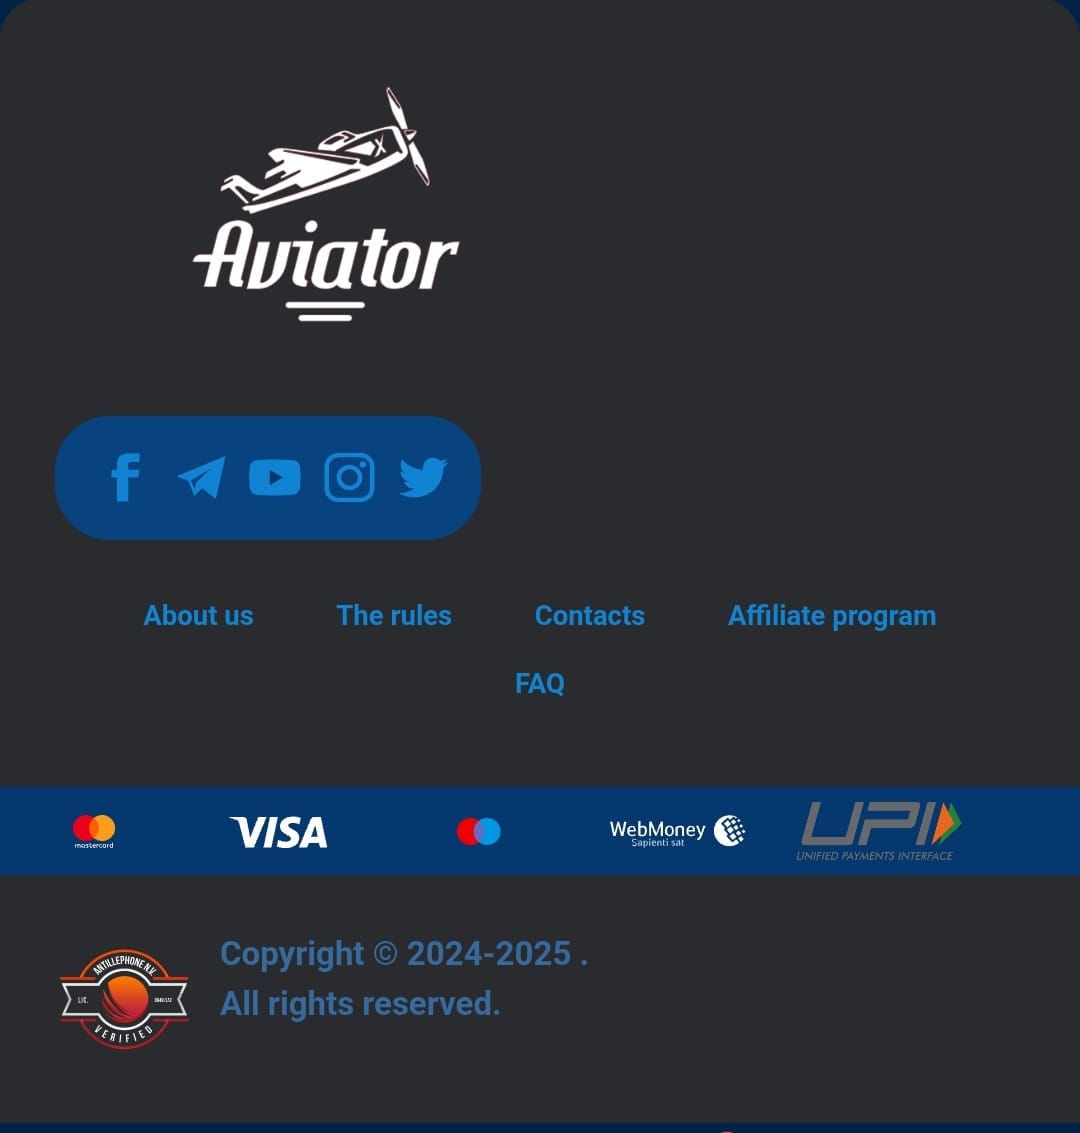 Aviator
About us The rules Contacts Affiliate program
FAQ
mastercard VISA WebMoney Sapienti sat UPI UNIFIED PAYMENTS INTERFACE
ANTILLEPHONE N.V.
LIC.
VERIFIED
Copyright © 2024-2025 .
All rights reserved.